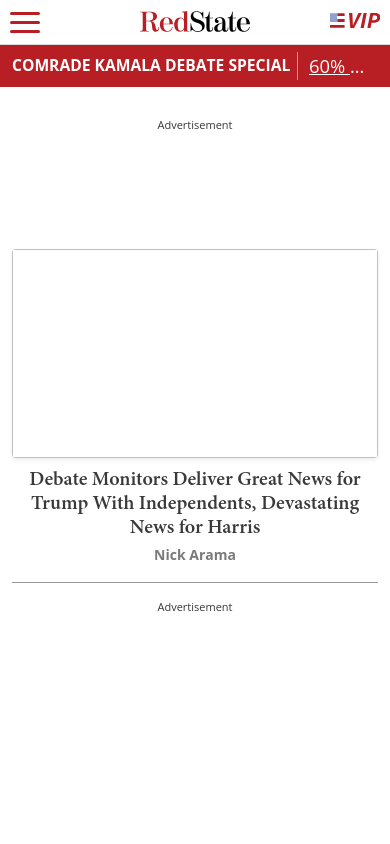 RedState
VIP
COMRADE KAMALA DEBATE SPECIAL
60% ...
Advertisement
Debate Monitors Deliver Great News for
Trump With Independents, Devastating
News for Harris
Nick Arama
Advertisement